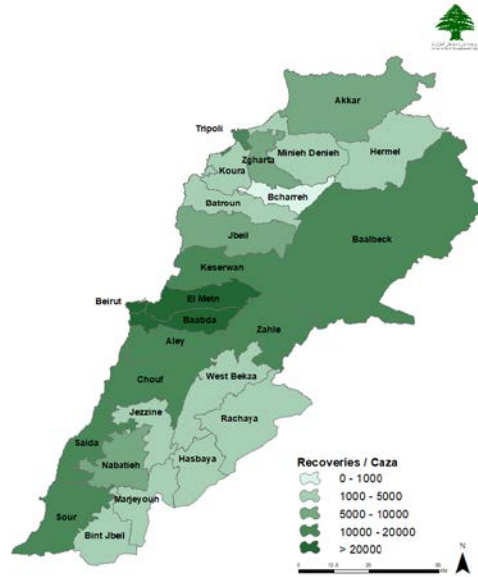 Akkar
Tripoli
Zgharta
Minieh Denieh
Hermel
Koura
Bcharreh
Batroun
Jbeil
Baalbeck
Keserwan
Beirut
El Metn
Baabda
Zahle
Aley
West Bekaa
Chouf
Jezzine
Rachaya
Saida
Hasbaya
Nabatieh
Marjeyoun
Sour
Bint Jbeil
Recoveries / Caza
0 - 1000
1000 - 5000
5000 - 10000
10000 - 20000
> 20000
N